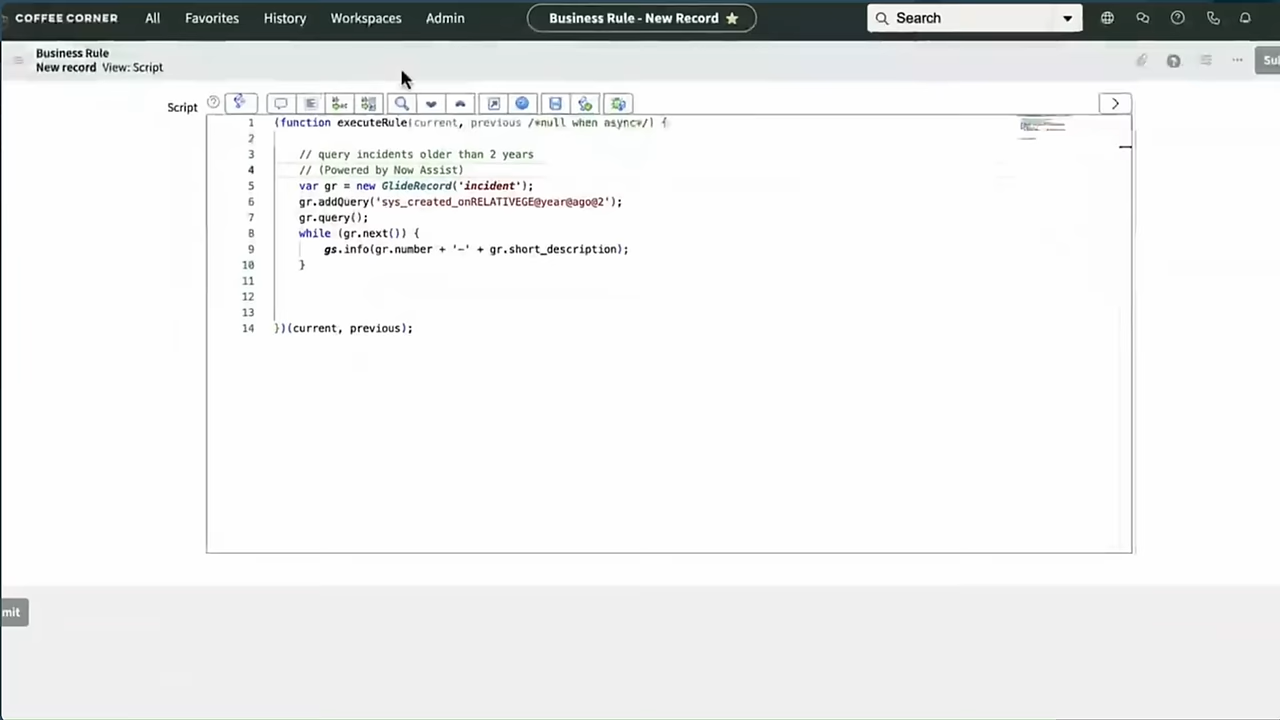 COFFEE CORNER All Favorites History Workspaces Admin Business Rule - New Record Search
Business Rule
New record View: Script
Su
Script
1 (function executeRule(current, previous /*null when async*/) {
2
3 // query incidents older than 2 years
4 // (Powered by Now Assist)
5 var gr = new GlideRecord('incident');
6 gr.addQuery('sys_created_onRELATIVEGE@year@ago@2');
7 gr.query();
8 while (gr.next()) {
9 gs.info(gr.number + '-' + gr.short_description);
10 }
11
12
13
14 })(current, previous);
mit